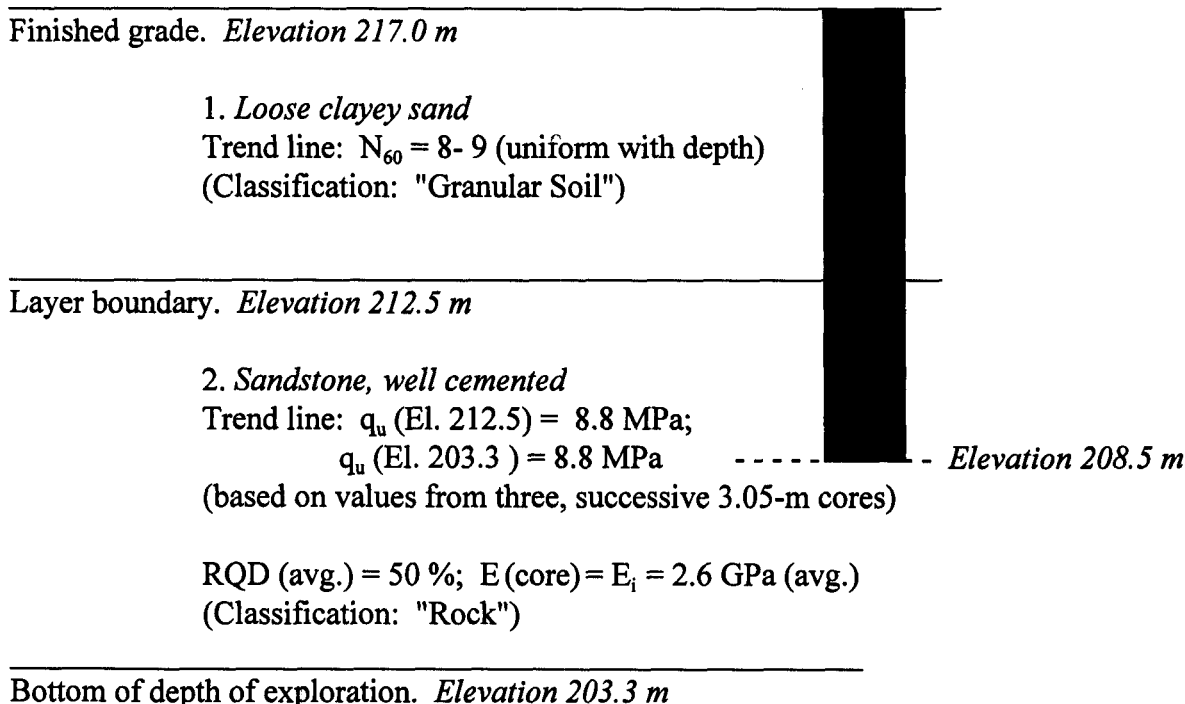 Finished grade. Elevation 217.0 m
1. Loose clayey sand
Trend line: N₆₀ = 8- 9 (uniform with depth)
(Classification: "Granular Soil")
Layer boundary. Elevation 212.5 m
2. Sandstone, well cemented
Trend line: qᵤ (El. 212.5) = 8.8 MPa;
qᵤ (El. 203.3 ) = 8.8 MPa
Elevation 208.5 m
(based on values from three, successive 3.05-m cores)
RQD (avg.) = 50 %; E (core) = Eᵢ = 2.6 GPa (avg.)
(Classification: "Rock")
Bottom of depth of exploration. Elevation 203.3 m